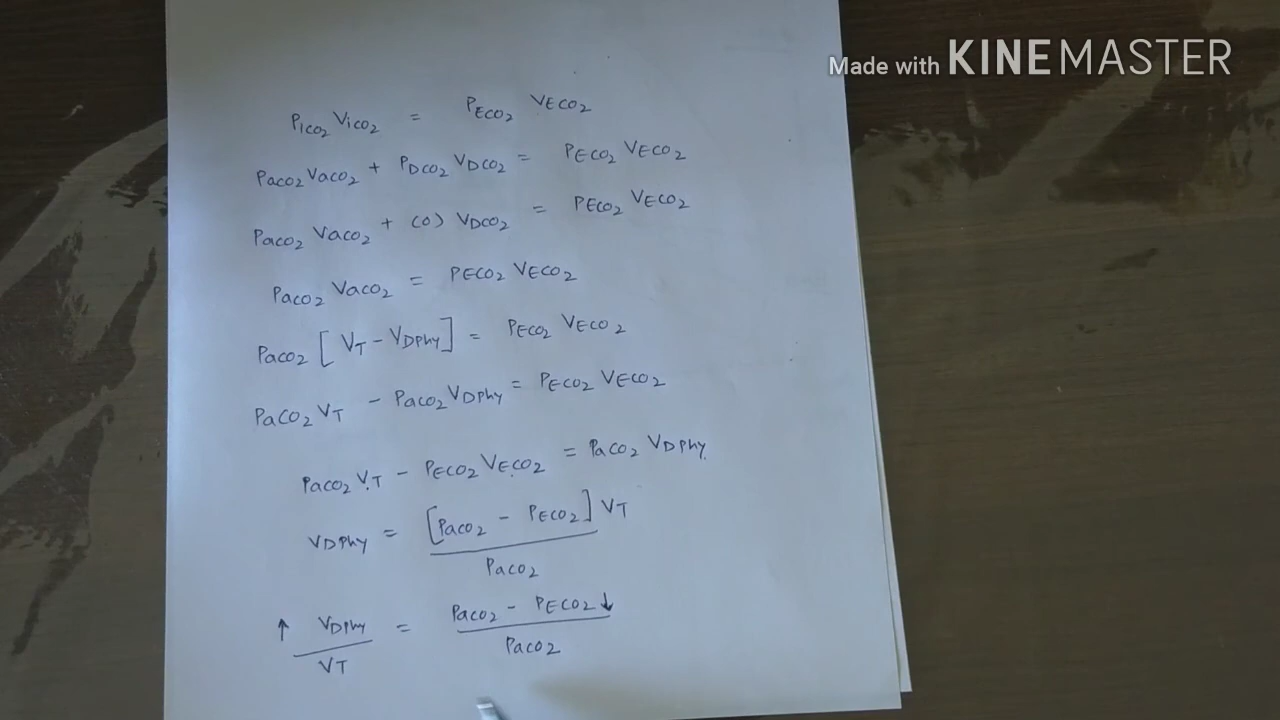 Made with KINEMASTER
PICO2 VICO2 = PECO2 VECO2
PaCO2 VaCO2 + PDCO2 VDCO2 = PECO2 VECO2
PaCO2 VaCO2 + (0) VDCO2 = PECO2 VECO2
PaCO2 VaCO2 = PECO2 VECO2
PaCO2 [VT - VDPhy] = PECO2 VECO2
PaCO2 VT - PaCO2 VDPhy = PECO2 VECO2
PaCO2 VT - PECO2 VECO2 = PaCO2 VDPhy
VDPhy = [PaCO2 - PECO2] VT
PaCO2
↑ VDPhy = PaCO2 - PECO2 ↓
VT PaCO2